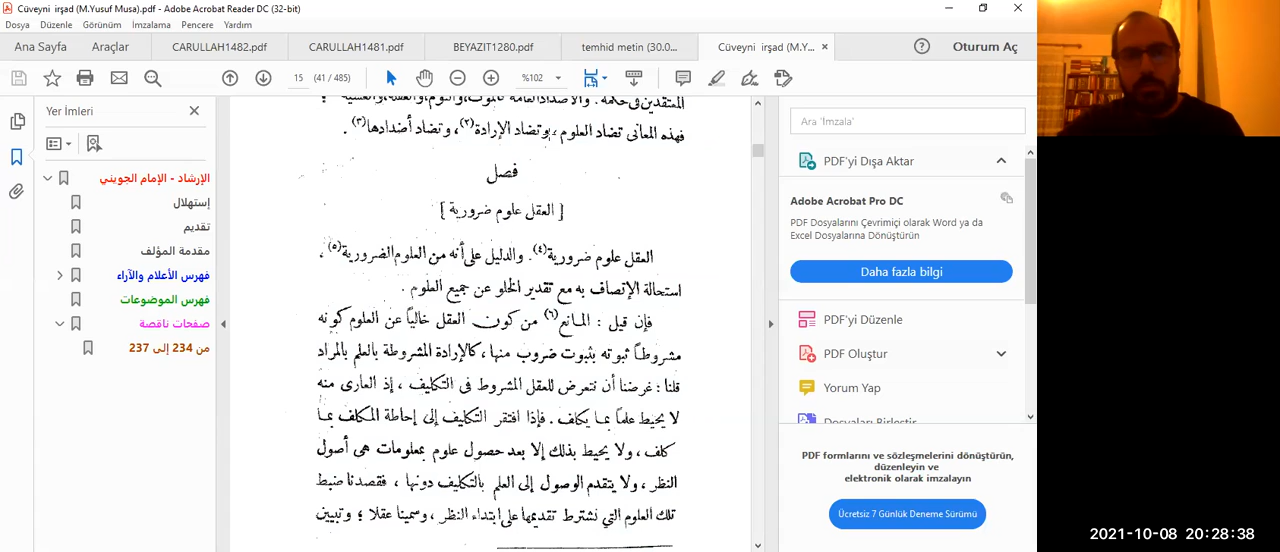 Cüveyni irşad (M.Yusuf Musa).pdf - Adobe Acrobat Reader DC (32-bit)
Dosya Düzenle Görünüm İmzalama Pencere Yardım
Ana Sayfa Araçlar CARULLAH1482.pdf CARULLAH1481.pdf BEYAZIT1280.pdf temhid metin (30.0... Cüveyni irşad (M.Y... × Oturum Aç
15 (41 / 485) %102
Yer İmleri
الإرشاد - الإمام الجويني
إستهلال
تقديم
مقدمة المؤلف
فهرس الأعلام والآراء
فهرس الموضوعات
صفحات ناقصة
من 234 إلى 237
فهذه المعانى تضاد العلوم ، وتضاد الإرادة(٢)، وتضاد أضدادها(٣) .
فصل
[ العقل علوم ضرورية ]
العقل علوم ضرورية(٤). والدليل على أنه من العلوم الضرورية(٥) ،
استحالة الإتصاف به مع تقدير الخلو عن جميع العلوم .
فإن قيل : المانع(٦) من كون العقل خالياً عن العلوم كونه
مشروطاً ثبوته بثبوت ضروب منها، كالإرادة المشروطة بالعلم بالمراد
قلنا : غرضنا أن نتعرض للعقل المشروط فى التكليف ، إذ العارى منه
لا يحيط علماً بما يكلف . فإذا افتقر التكليف إلى إحاطة المكلف بما
كلف ، ولا يحيط بذلك إلا بعد حصول علوم بمعلومات هى أصول
النظر ، ولا يتقدم الوصول إلى العلم بالتكليف دونها ، فقصدنا ضبط
تلك العلوم التي نشترط تقديمها على ابتداء النظر ، وسمينا عقلا ؛ وتبيين
Ara 'Imzala'
PDF'yi Dışa Aktar
Adobe Acrobat Pro DC
PDF Dosyalarını Çevrimiçi olarak Word ya da
Excel Dosyalarına Dönüştürün
Daha fazla bilgi
PDF'yi Düzenle
PDF Oluştur
Yorum Yap
Dosyaları Birleştir
PDF formlarını ve sözleşmelerini dönüştürün,
düzenleyin ve
elektronik olarak imzalayın
Ücretsiz 7 Günlük Deneme Sürümü
2021-10-08 20:28:38